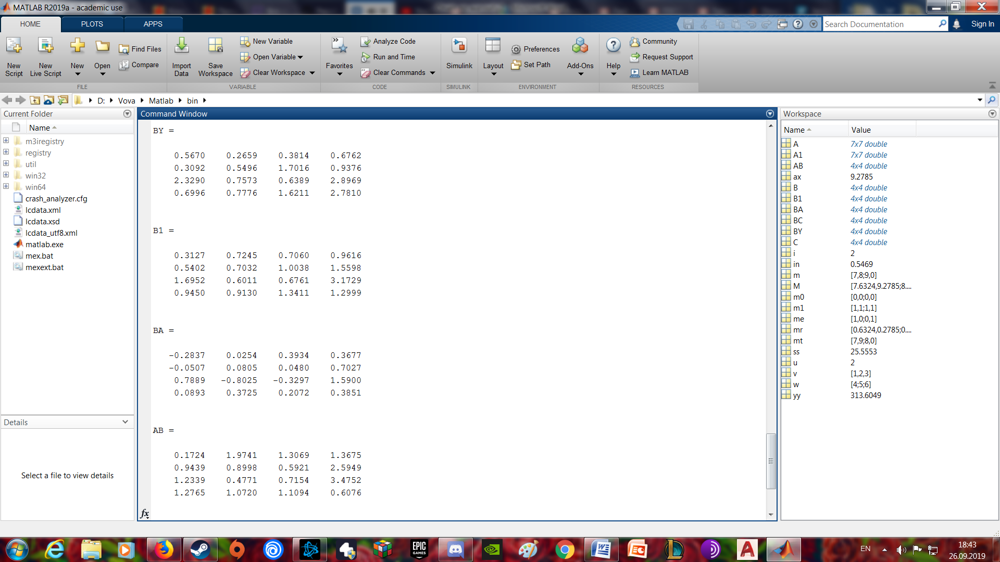 MATLAB R2019a - academic use
HOME PLOTS APPS
Search Documentation
Sign In
New Script
New Live Script
New
Open
Find Files
Compare
Import Data
Save Workspace
New Variable
Open Variable
Clear Workspace
Favorites
Analyze Code
Run and Time
Clear Commands
Simulink
Layout
Preferences
Set Path
Add-Ons
Help
Community
Request Support
Learn MATLAB
FILE VARIABLE CODE SIMULINK ENVIRONMENT RESOURCES
D: Vova Matlab bin
Current Folder
Name
m3iregistry
registry
util
win32
win64
crash_analyzer.cfg
lcdata.xml
lcdata.xsd
lcdata_utf8.xml
matlab.exe
mex.bat
mexext.bat
Details
Select a file to view details
Command Window
BY =
0.5670 0.2659 0.3814 0.6762
0.3092 0.5496 1.7016 0.9376
2.3290 0.7573 0.6389 2.8969
0.6996 0.7776 1.6211 2.7810
B1 =
0.3127 0.7245 0.7060 0.9616
0.5402 0.7032 1.0038 1.5598
1.6952 0.6011 0.6761 3.1729
0.9450 0.9130 1.3411 1.2999
BA =
-0.2837 0.0254 0.3934 0.3677
-0.0507 0.0805 0.0480 0.7027
0.7889 -0.8025 -0.3297 1.5900
0.0893 0.3725 0.2072 0.3851
AB =
0.1724 1.9741 1.3069 1.3675
0.9439 0.8998 0.5921 2.5949
1.2339 0.4771 0.7154 3.4752
1.2765 1.0720 1.1094 0.6076
fx
Workspace
Name Value
A 7x7 double
A1 7x7 double
AB 4x4 double
ax 9.2785
B 4x4 double
B1 4x4 double
BA 4x4 double
BC 4x4 double
BY 4x4 double
C 4x4 double
i 2
in 0.5469
m [7,8;9,0]
M [7.6324,9.2785;8....
m0 [0,0;0,0]
m1 [1,1;1,1]
me [1,0;0,1]
mr [0.6324,0.2785;0....
mt [7,9;8,0]
ss 25.5553
u 2
v [1,2,3]
w [4;5;6]
yy 313.6049
EPIC GAMES
EN
18:43
26.09.2019